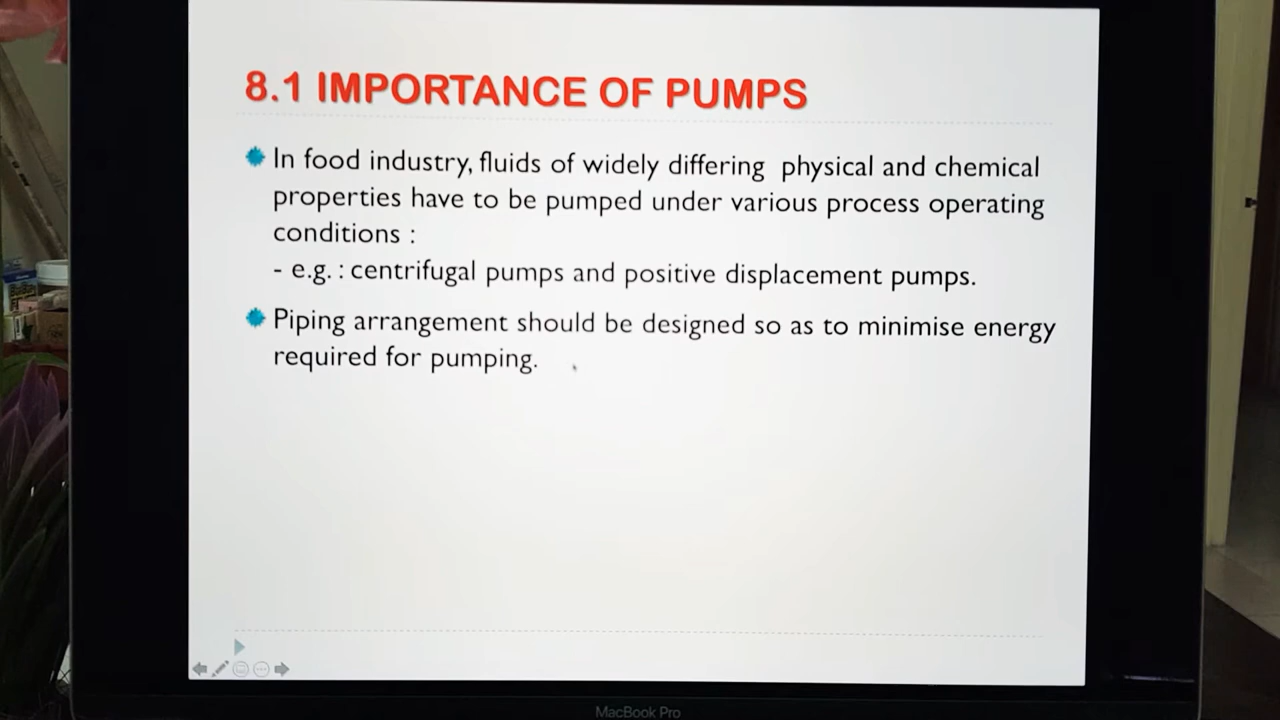 8.1 IMPORTANCE OF PUMPS
In food industry, fluids of widely differing physical and chemical
properties have to be pumped under various process operating
conditions :
- e.g. : centrifugal pumps and positive displacement pumps.
Piping arrangement should be designed so as to minimise energy
required for pumping.
MacBook Pro